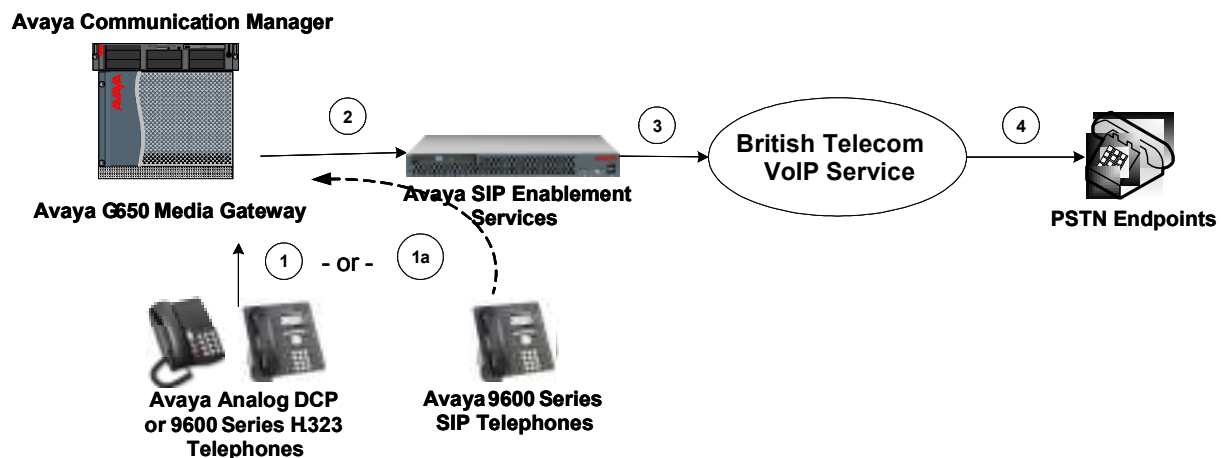 Avaya Communication Manager
AVAYA
2
3
British Telecom
VoIP Service
4
Avaya SIP Enablement
Services
Avaya G650 Media Gateway
PSTN Endpoints
1
- or -
1a
Avaya Analog DCP
or 9600 Series H.323
Telephones
Avaya 9600 Series
SIP Telephones